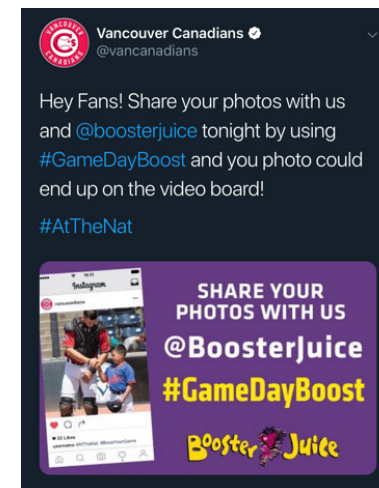 Vancouver Canadians
@vancanadians
Hey Fans! Share your photos with us
and @boosterjuice tonight by using
#GameDayBoost and you photo could
end up on the video board!
#AtTheNat
Instagram
vancanadians
22 Likes
SHARE YOUR
PHOTOS WITH US
@BoosterJuice
#GameDayBoost
Booster Juice